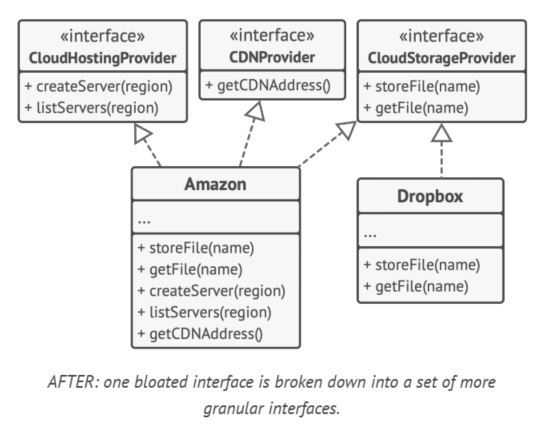 «interface»
CloudHostingProvider
+ createServer(region)
+ listServers(region)
«interface»
CDNProvider
+ getCDNAddress()
«interface»
CloudStorageProvider
+ storeFile(name)
+ getFile(name)
Amazon
...
+ storeFile(name)
+ getFile(name)
+ createServer(region)
+ listServers(region)
+ getCDNAddress()
Dropbox
...
+ storeFile(name)
+ getFile(name)
AFTER: one bloated interface is broken down into a set of more
granular interfaces.